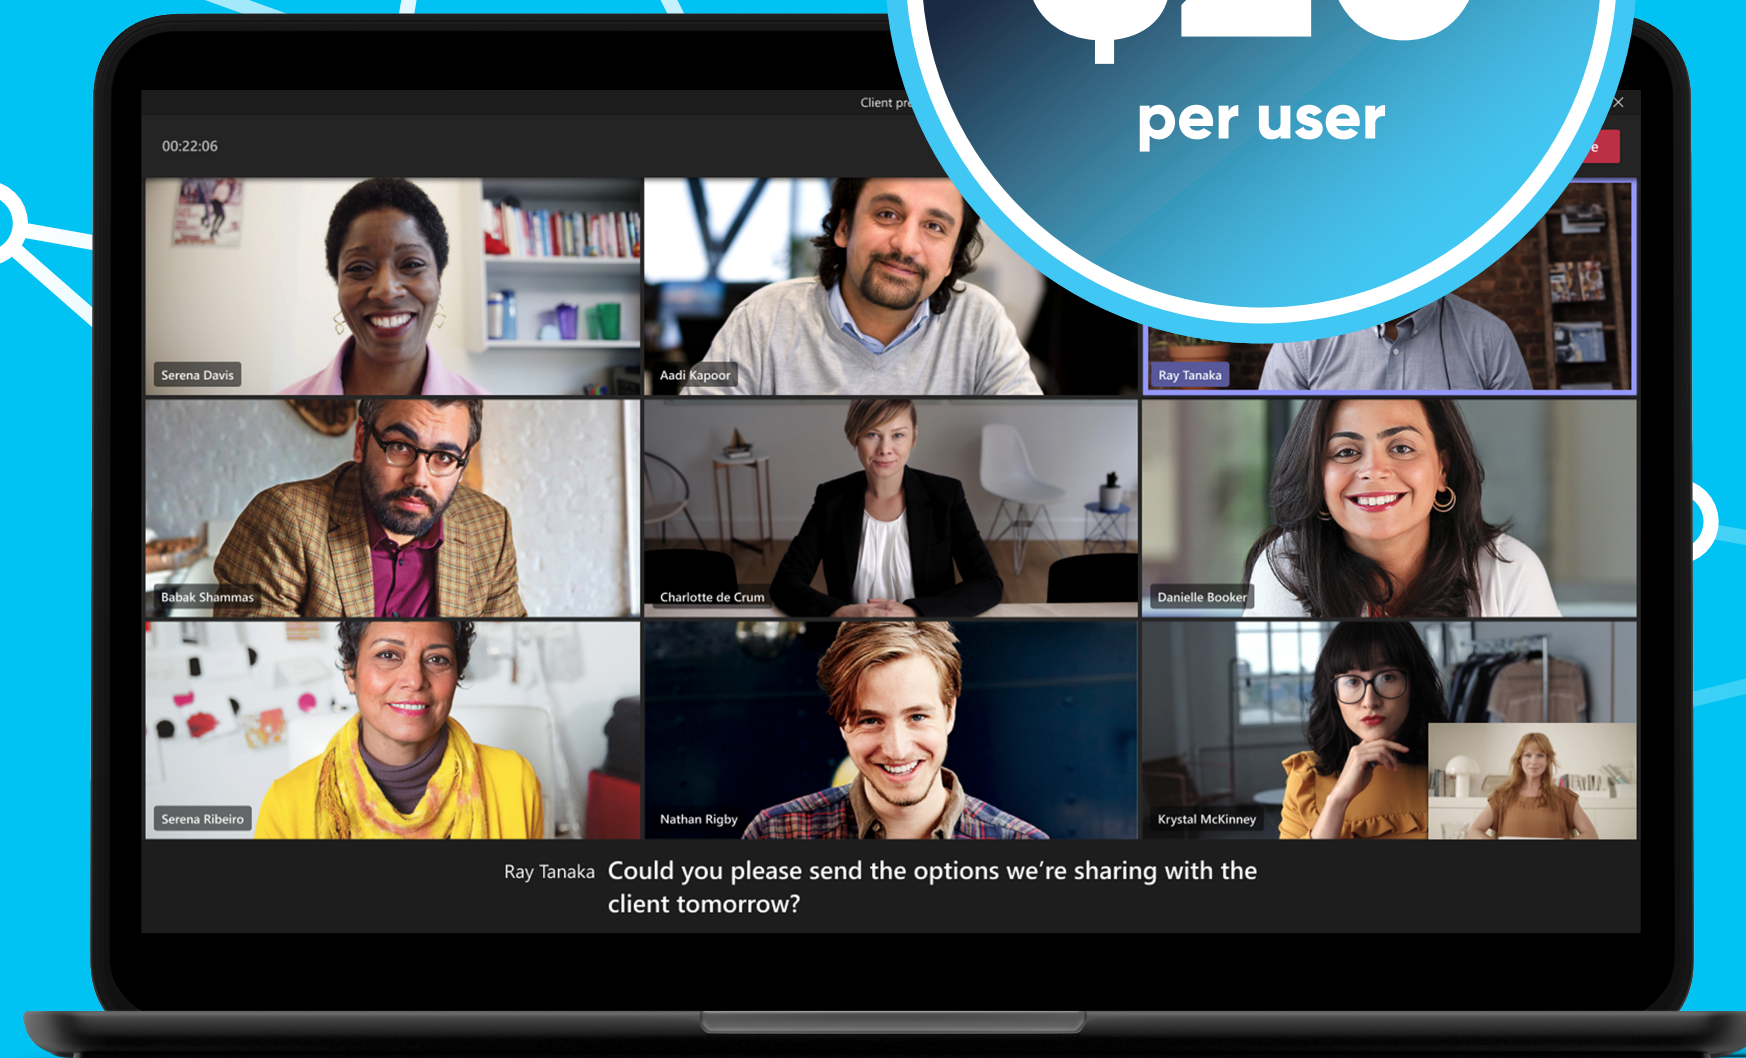 per user
Client
00:22:06
Serena Davis
Aadi Kapoor
Ray Tanaka
Babak Shammas
Charlotte de Crum
Danielle Booker
Serena Ribeiro
Nathan Rigby
Krystal McKinney
Ray Tanaka Could you please send the options we're sharing with the
client tomorrow?